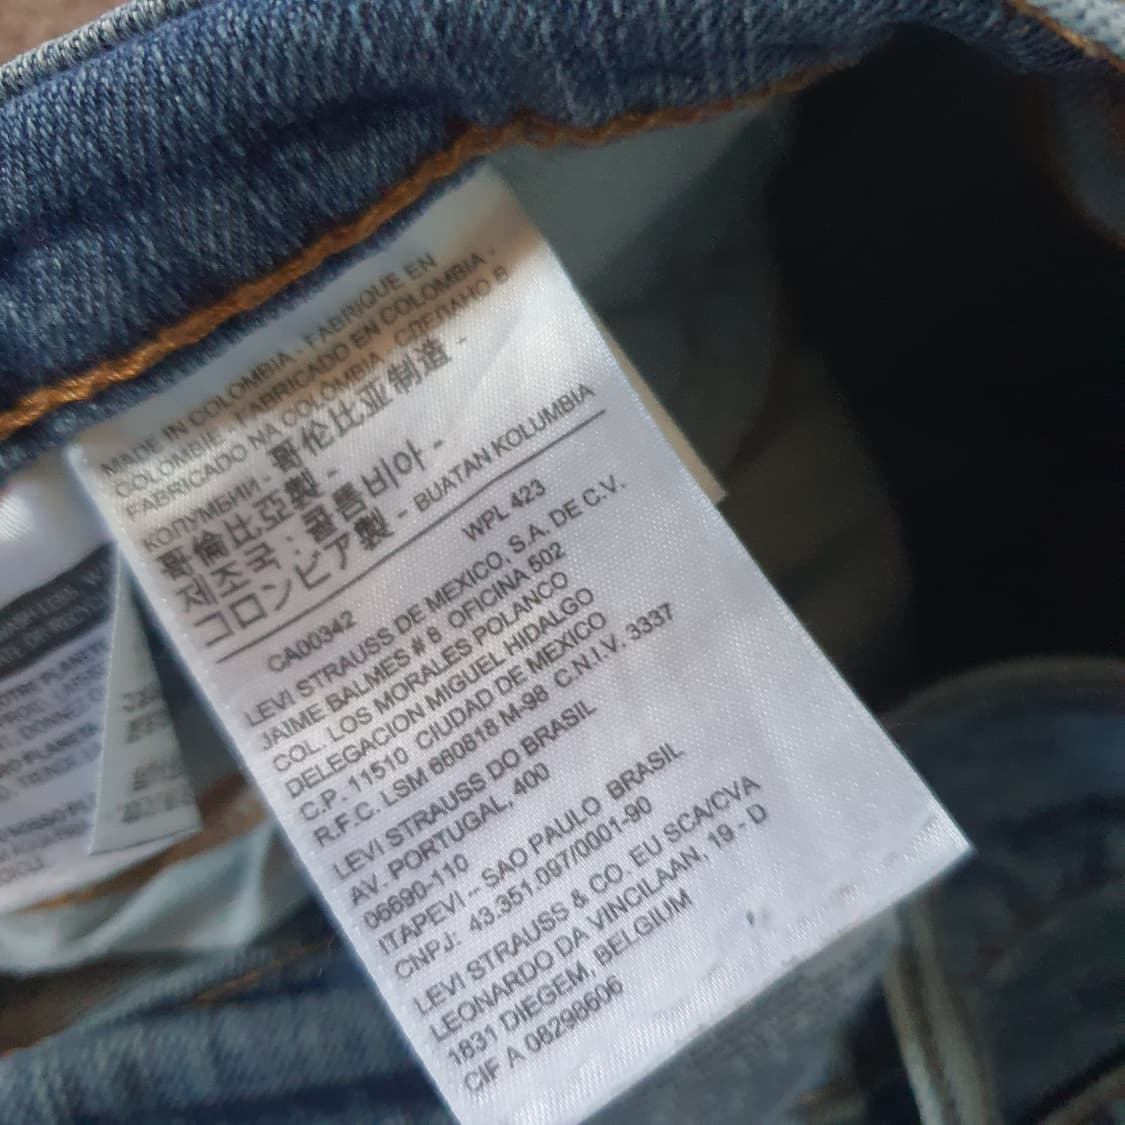 MADE IN COLOMBIA - FABRIQUE EN
COLOMBIE - FABRICADO EN COLOMBIA -
FABRICADO NA COLOMBIA - СДЕЛАНО В
КОЛУМБИИ - 哥伦比亚制造 -
哥倫比亞製 -
제조국 : 콜롬비아 -
コロンビア製 - BUATAN KOLUMBIA
CA00342 WPL 423
LEVI STRAUSS DE MEXICO, S.A. DE C.V.
JAIME BALMES # 8 OFICINA 502
COL. LOS MORALES POLANCO
DELEGACION MIGUEL HIDALGO
C.P. 11510 CIUDAD DE MEXICO
R.F.C. LSM 680818 M-98 C.N.I.V. 3337
LEVI STRAUSS DO BRASIL
AV. PORTUGAL, 400
06690-110
ITAPEVI – SAO PAULO BRASIL
CNPJ: 43.351.097/0001-90
LEVI STRAUSS & CO. EU SCA/CVA
LEONARDO DA VINCILAAN, 19 - D
1831 DIEGEM, BELGIUM
CIF A 08298606